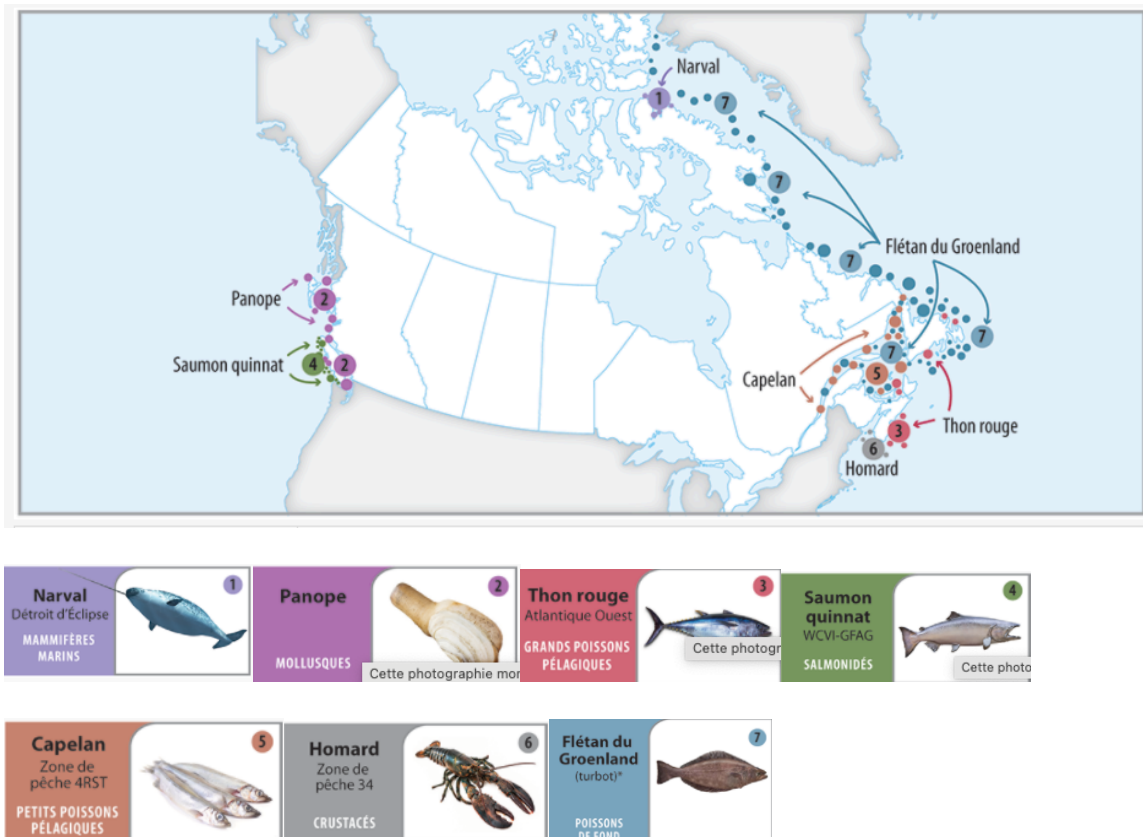 Narval
1
7
7
Flétan du Groenland
7
Panope
2
7
Saumon quinnat
4
2
7
Capelan
5
Thon rouge
3
6
Homard
Narval
Détroit d'Éclipse
MAMMIFÈRES
MARINS
1
Panope
MOLLUSQUES
2
Cette photographie mon
Thon rouge
Atlantique Ouest
GRANDS POISSONS
PÉLAGIQUES
3
Cette photogr
Saumon
quinnat
WCVI-GFAG
SALMONIDÉS
4
Cette photo
Capelan
Zone de
pêche 4RST
PETITS POISSONS
PÉLAGIQUES
5
Homard
Zone de
pêche 34
CRUSTACÉS
6
Flétan du
Groenland
(turbot)*
POISSONS
DE FOND
7